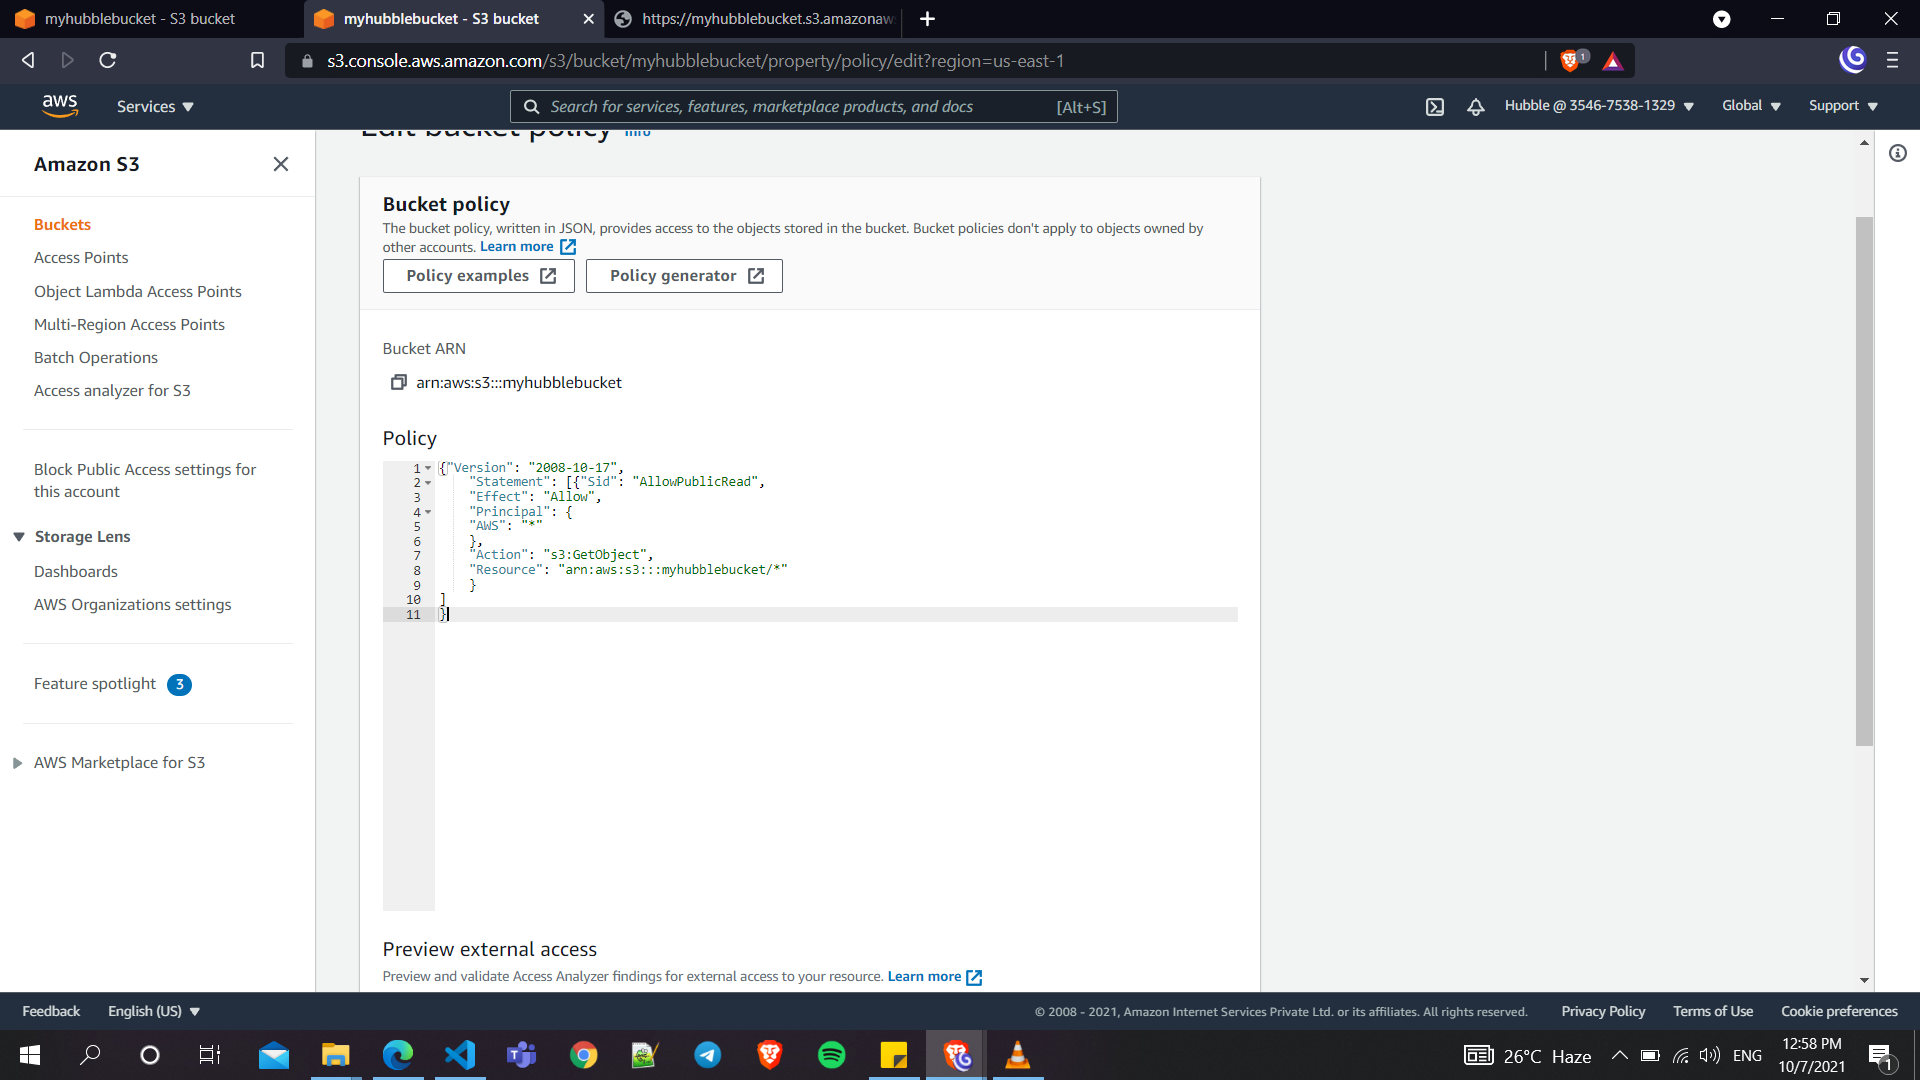 myhubblebucket - S3 bucket
myhubblebucket - S3 bucket
https://myhubblebucket.s3.amazonaw
s3.console.aws.amazon.com/s3/bucket/myhubblebucket/property/policy/edit?region=us-east-1
1
aws
Services
Search for services, features, marketplace products, and docs
[Alt+S]
Hubble @ 3546-7538-1329
Global
Support
Edit bucket policy Info
Amazon S3
Buckets
Access Points
Object Lambda Access Points
Multi-Region Access Points
Batch Operations
Access analyzer for S3
Block Public Access settings for
this account
Storage Lens
Dashboards
AWS Organizations settings
Feature spotlight 3
AWS Marketplace for S3
Bucket policy
The bucket policy, written in JSON, provides access to the objects stored in the bucket. Bucket policies don't apply to objects owned by
other accounts. Learn more
Policy examples
Policy generator
Bucket ARN
arn:aws:s3:::myhubblebucket
Policy
1 {"Version": "2008-10-17",
2 "Statement": [{"Sid": "AllowPublicRead",
3 "Effect": "Allow",
4 "Principal": {
5 "AWS": "*"
6 },
7 "Action": "s3:GetObject",
8 "Resource": "arn:aws:s3:::myhubblebucket/*"
9 }
10 ]
11 }
Preview external access
Preview and validate Access Analyzer findings for external access to your resource. Learn more
Feedback
English (US)
© 2008 - 2021, Amazon Internet Services Private Ltd. or its affiliates. All rights reserved.
Privacy Policy
Terms of Use
Cookie preferences
26°C Haze
ENG
12:58 PM
10/7/2021
1